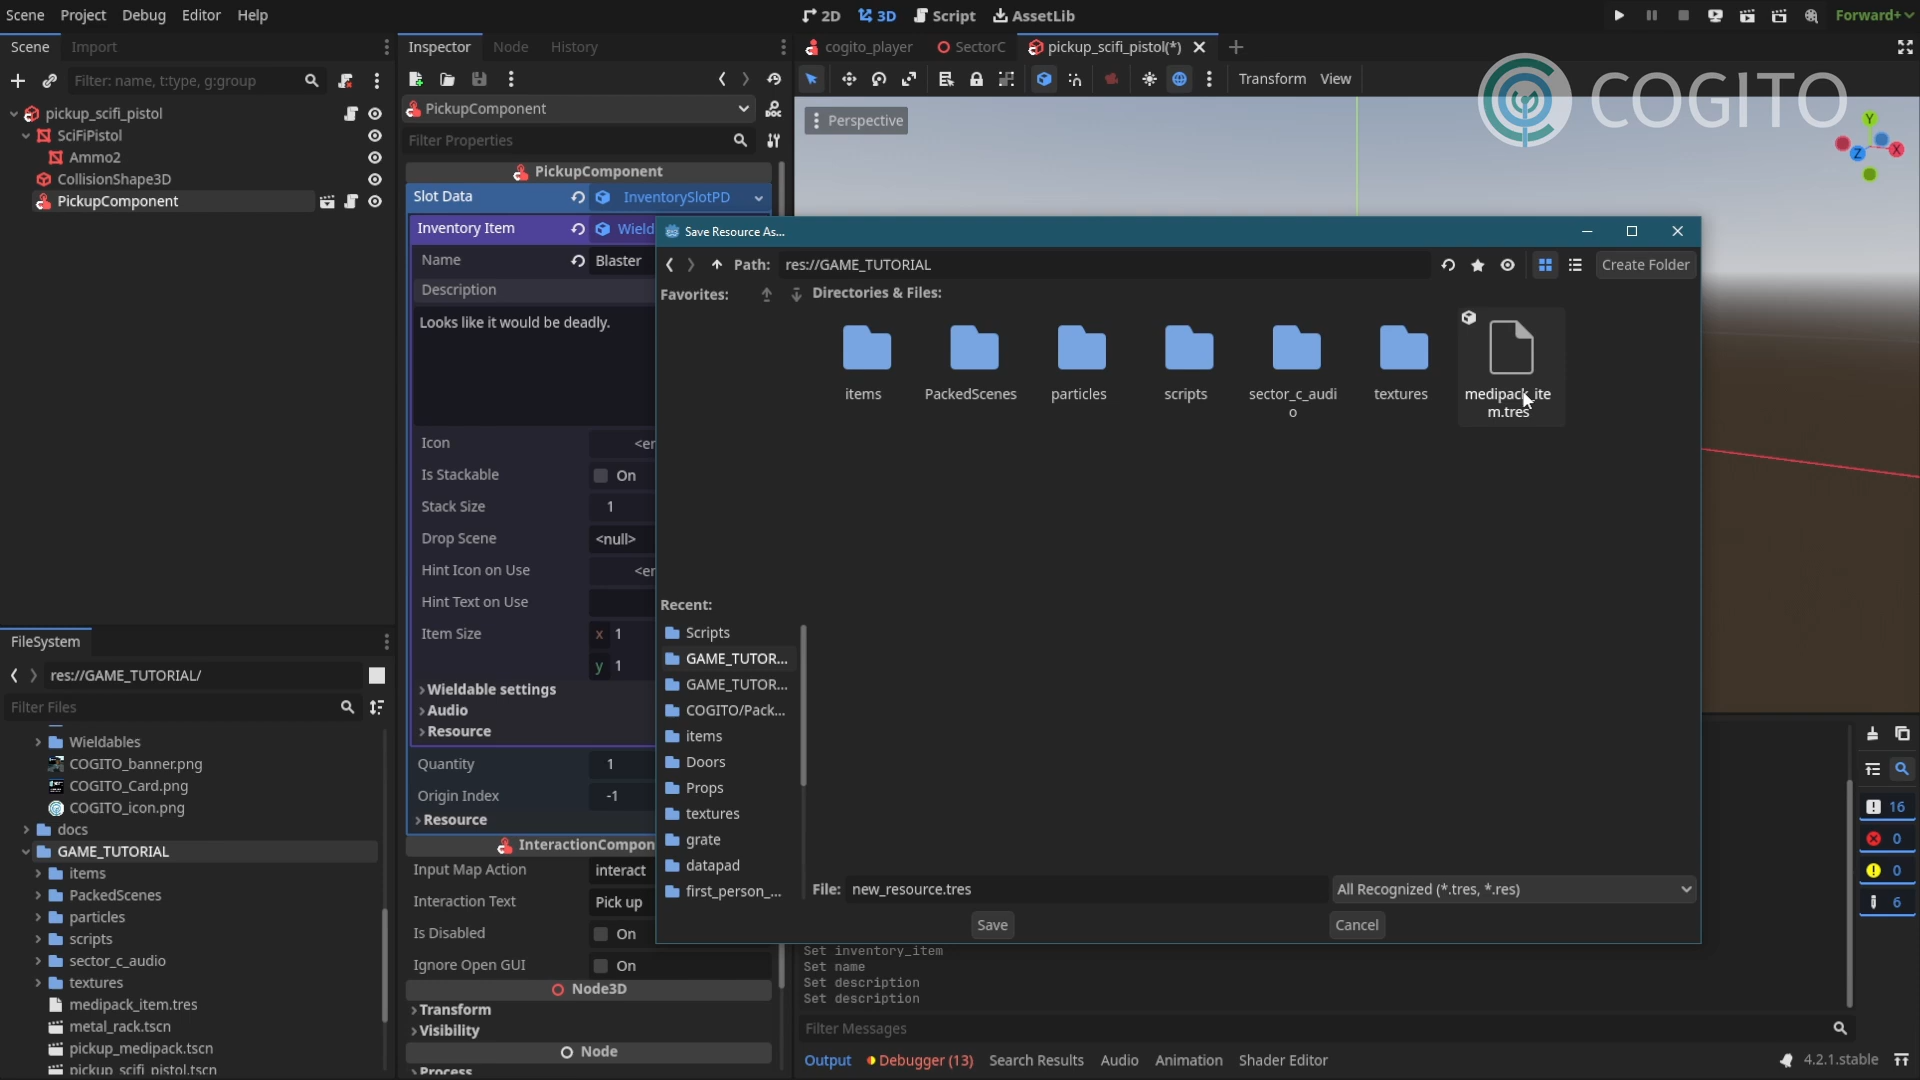 Scene Project Debug Editor Help
2D 3D Script AssetLib
Forward+
Scene Import
Inspector Node History
cogito_player SectorC pickup_scifi_pistol(*)
Filter: name, t:type, g:group
Transform View
COGITO
pickup_scifi_pistol
SciFiPistol
Ammo2
CollisionShape3D
PickupComponent
PickupComponent
Filter Properties
PickupComponent
Slot Data InventorySlotPD
Inventory Item Wield
Name Blaster
Description
Looks like it would be deadly.
Icon <er
Is Stackable On
Stack Size 1
Drop Scene <null>
Hint Icon on Use <er
Hint Text on Use
Item Size x 1
y 1
Wieldable settings
Audio
Resource
Quantity 1
Origin Index -1
Resource
InteractionCompon
Input Map Action interact
Interaction Text Pick up
Is Disabled On
Ignore Open GUI On
Node3D
Transform
Visibility
Node
Process
Perspective
Y
X
Z
Save Resource As...
Path: res://GAME_TUTORIAL Create Folder
Favorites: Directories & Files:
items PackedScenes particles scripts sector_c_audi
o textures medipack_ite
m.tres
Recent:
Scripts
GAME_TUTOR...
GAME_TUTOR...
COGITO/Pack...
items
Doors
Props
textures
grate
datapad
first_person_...
File: new_resource.tres All Recognized (*.tres, *.res)
Save Cancel
FileSystem
res://GAME_TUTORIAL/
Filter Files
Wieldables
COGITO_banner.png
COGITO_Card.png
COGITO_icon.png
docs
GAME_TUTORIAL
items
PackedScenes
particles
scripts
sector_c_audio
textures
medipack_item.tres
metal_rack.tscn
pickup_medipack.tscn
pickup_scifi_pistol.tscn
Set inventory_item
Set name
Set description
Set description
16
0
0
6
Filter Messages
Output Debugger (13) Search Results Audio Animation Shader Editor 4.2.1.stable